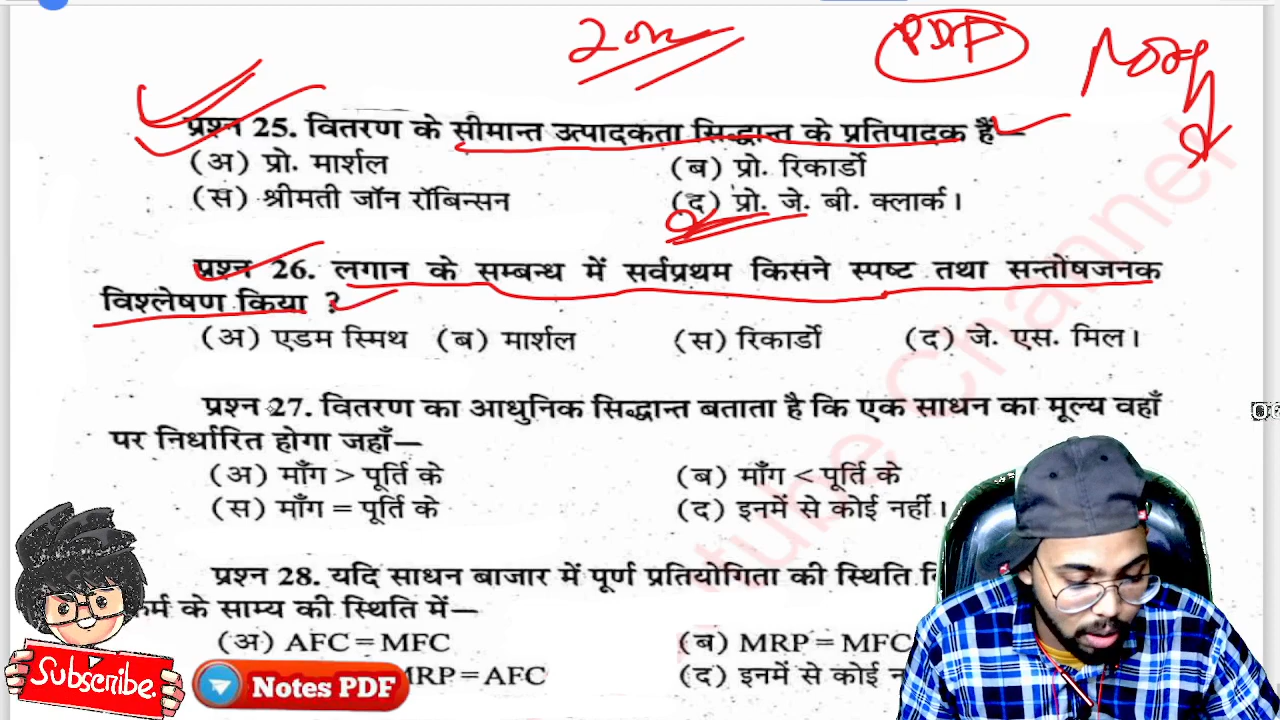 2nd
PDF
प्रश्न 25. वितरण के सीमान्त उत्पादकता सिद्धान्त के प्रतिपादक हैं—
(अ) प्रो. मार्शल (ब) प्रो. रिकार्डो
(स) श्रीमती जॉन रॉबिन्सन (द) प्रो. जे. बी. क्लार्क।
प्रश्न 26. लगान के सम्बन्ध में सर्वप्रथम किसने स्पष्ट तथा सन्तोषजनक
विश्लेषण किया ?
(अ) एडम स्मिथ (ब) मार्शल (स) रिकार्डो (द) जे. एस. मिल।
प्रश्न 27. वितरण का आधुनिक सिद्धान्त बताता है कि एक साधन का मूल्य वहाँ
पर निर्धारित होगा जहाँ—
(अ) माँग > पूर्ति के (ब) माँग < पूर्ति के
(स) माँग = पूर्ति के (द) इनमें से कोई नहीं।
प्रश्न 28. यदि साधन बाजार में पूर्ण प्रतियोगिता की स्थिति
के साम्य की स्थिति में—
(अ) AFC = MFC (ब) MRP = MFC
MRP = AFC (द) इनमें से कोई
Subscribe
Notes PDF